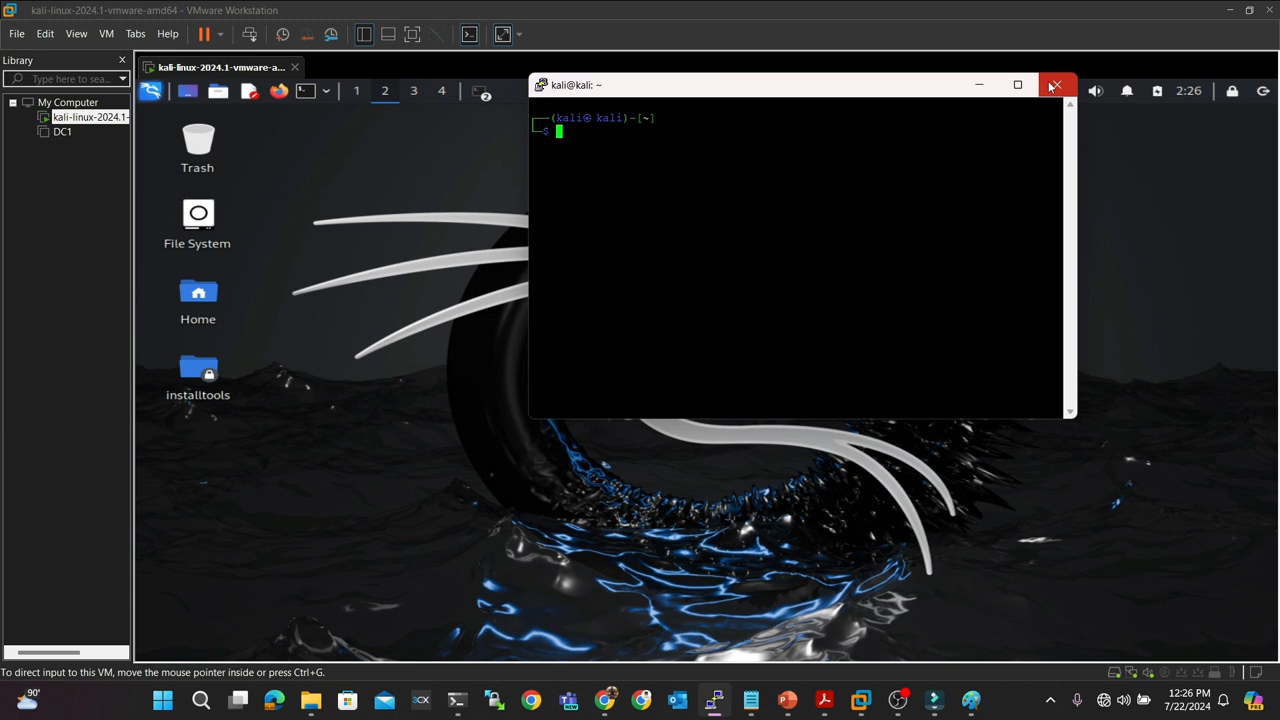 kali-linux-2024.1-vmware-amd64 - VMware Workstation
File Edit View VM Tabs Help
Library
Type here to sea...
My Computer
kali-linux-2024.1-
DC1
kali-linux-2024.1-vmware-a...
1 2 3 4
2
2:26
kali@kali: ~
(kali㉿ kali)-[~]
$
Trash
File System
Home
installtools
To direct input to this VM, move the mouse pointer inside or press Ctrl+G.
90°
12:26 PM
7/22/2024